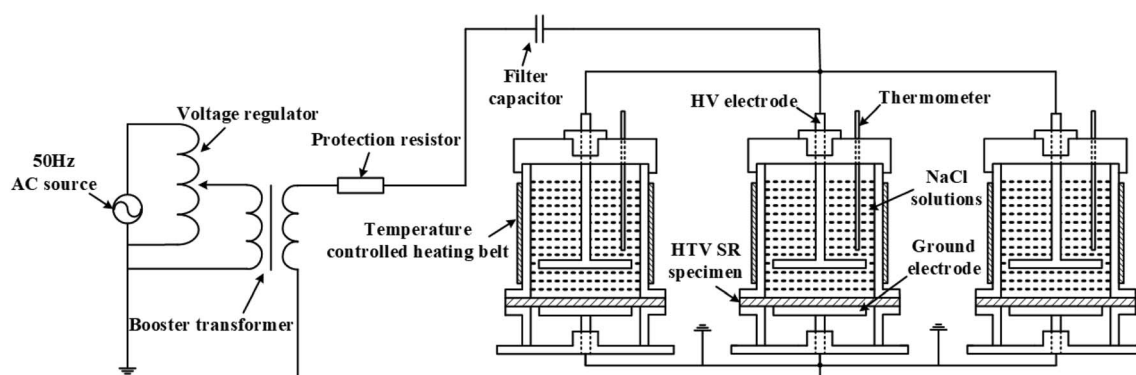 Filter
capacitor
HV electrode
Thermometer
Voltage regulator
Protection resistor
50Hz
AC source
NaCl
solutions
Temperature
controlled heating belt
HTV SR
specimen
Ground
electrode
Booster transformer